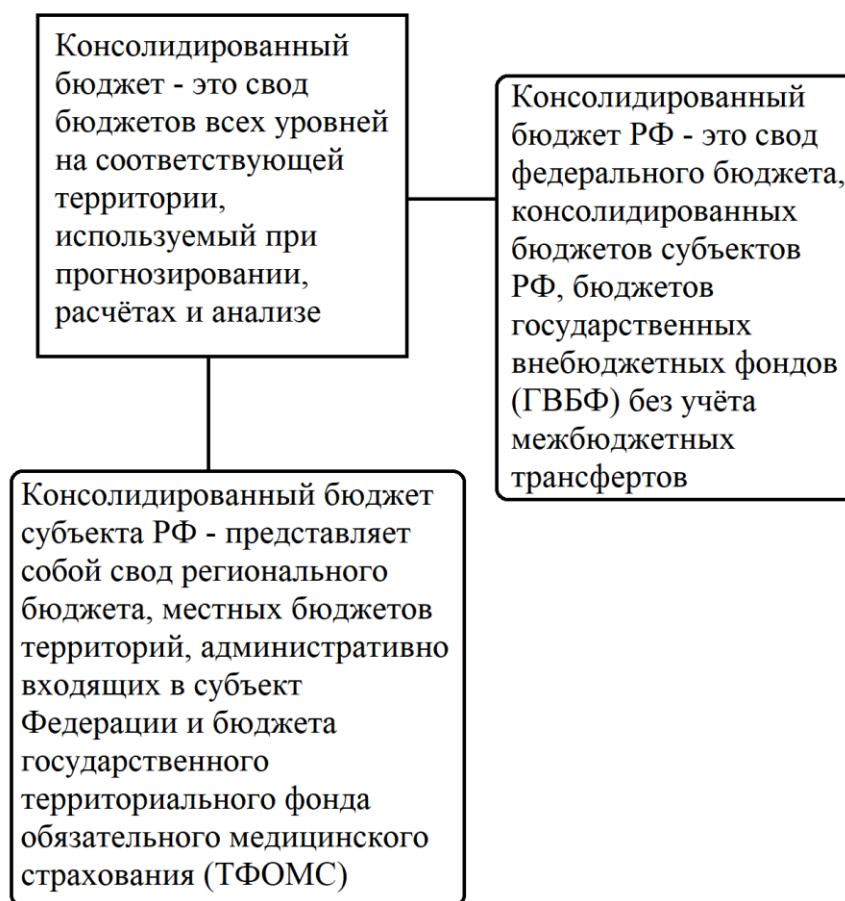 Консолидированный
бюджет - это свод
бюджетов всех уровней
на соответствующей
территории,
используемый при
прогнозировании,
расчётах и анализе
Консолидированный
бюджет РФ - это свод
федерального бюджета,
консолидированных
бюджетов субъектов
РФ, бюджетов
государственных
внебюджетных фондов
(ГВБФ) без учёта
межбюджетных
трансфертов
Консолидированный бюджет
субъекта РФ - представляет
собой свод регионального
бюджета, местных бюджетов
территорий, административно
входящих в субъект
Федерации и бюджета
государственного
территориального фонда
обязательного медицинского
страхования (ТФОМС)